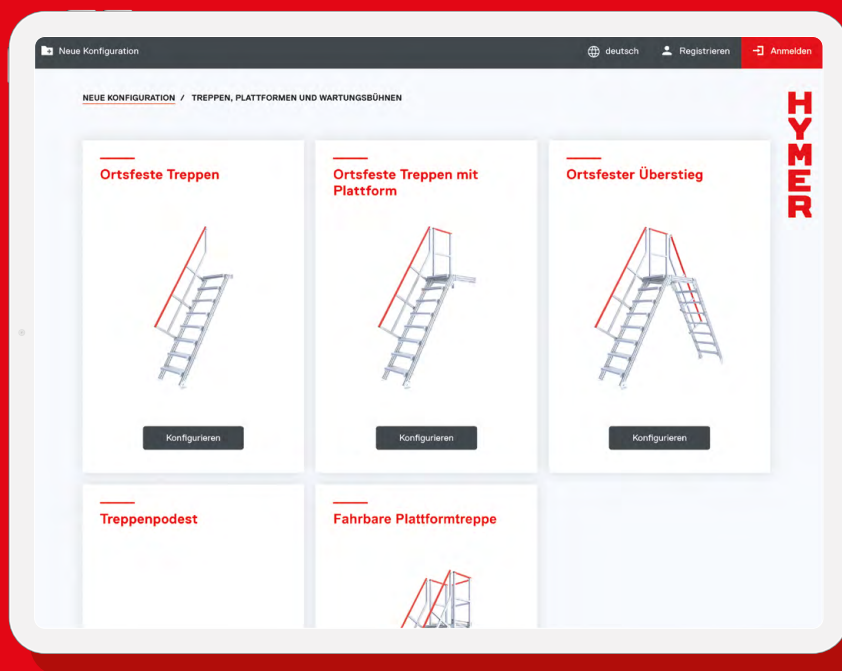 Neue Konfiguration
deutsch
Registrieren
Anmelden
NEUE KONFIGURATION / TREPPEN, PLATTFORMEN UND WARTUNGSBÜHNEN
HYMER
Ortsfeste Treppen
Konfigurieren
Ortsfeste Treppen mit
Plattform
Konfigurieren
Ortsfester Überstieg
Konfigurieren
Treppenpodest
Fahrbare Plattformtreppe